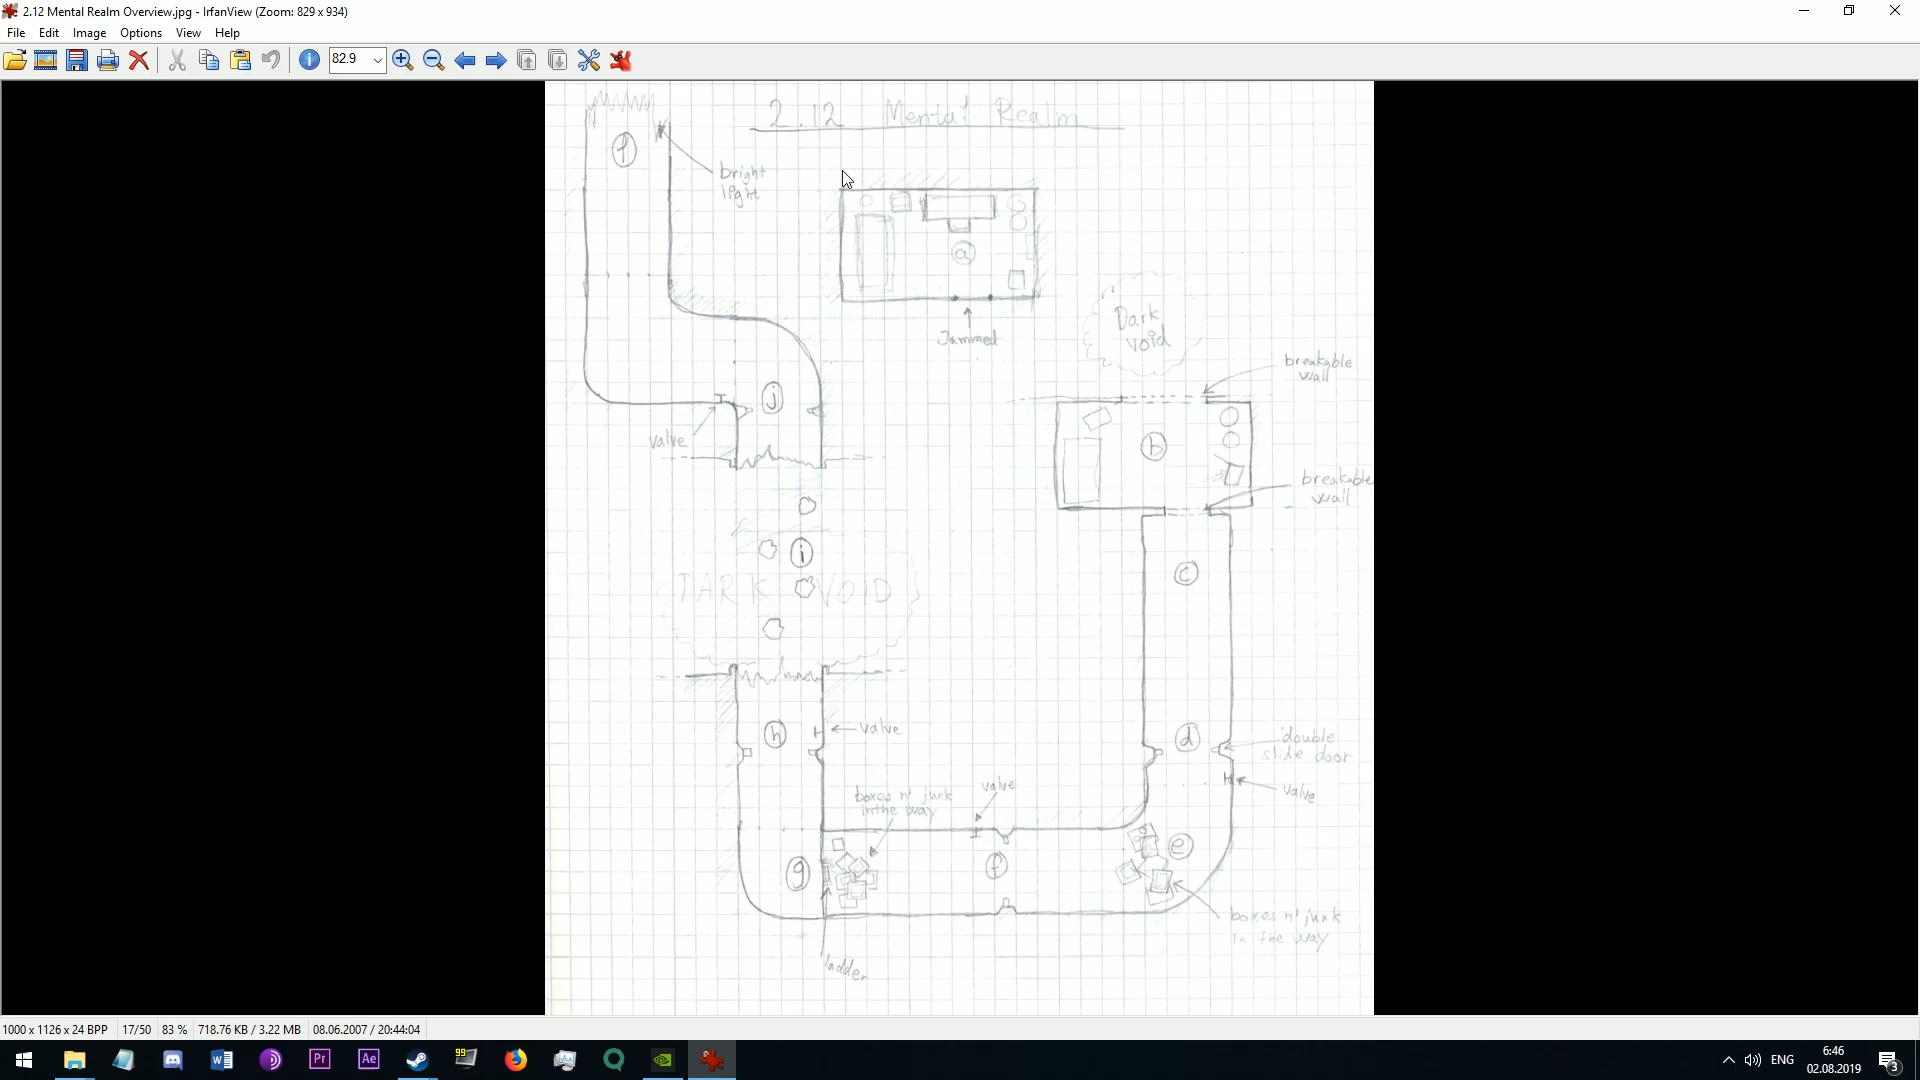 2.12 Mental Realm Overview.jpg - IrfanView (Zoom: 829 x 934)
File Edit Image Options View Help
82.9
2.12 Mental Realm
bright
light
a
Jammed
Dark
void
breakable
wall
b
breakable
wall
j
valve
i
DARK VOID
c
h
valve
d
double
slide door
valve
boxes n' junk
in the way
valve
g
f
e
boxes n' junk
in the way
ladder
1000 x 1126 x 24 BPP 17/50 83 % 718.76 KB / 3.22 MB 08.06.2007 / 20:44:04
W Pr Ae 99
ENG
6:46
02.08.2019
3